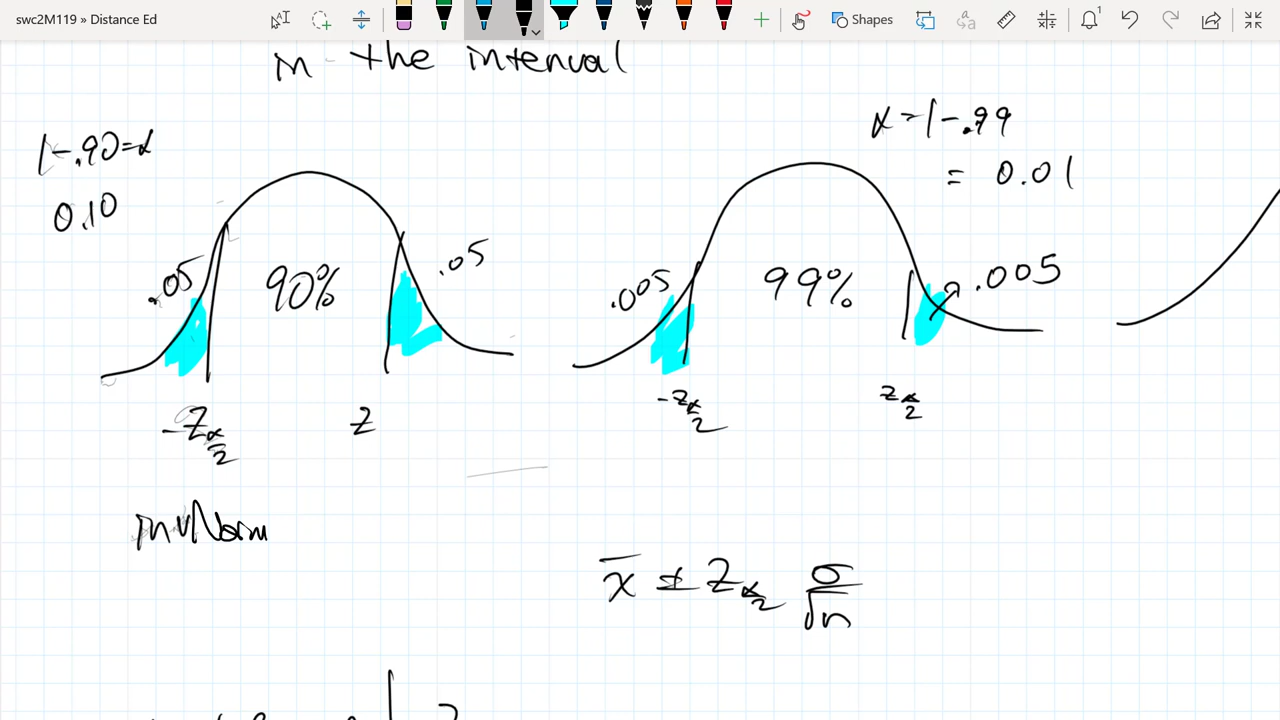 swc2M119 » Distance Ed
Shapes
in the interval
1-.90=α
0.10
.05
90%
.05
-Zα/2
Z
invNorm
α=1-.99
= 0.01
.005
99%
.005
-zα/2
zα/2
x̄ ± Zα/2 σ/√n